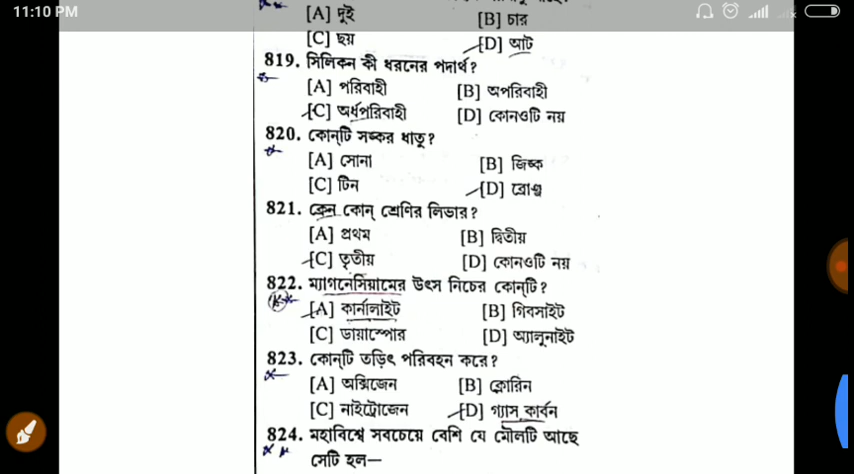 11:10 PM
[A] দুই [B] চার
[C] ছয় [D] আট
819. সিলিকন কী ধরনের পদার্থ?
[A] পরিবাহী [B] অপরিবাহী
[C] অর্ধপরিবাহী [D] কোনওটি নয়
820. কোন্‌টি সঙ্কর ধাতু?
[A] সোনা [B] জিঙ্ক
[C] টিন [D] ব্রোঞ্জ
821. ক্রেন কোন্ শ্রেণির লিভার?
[A] প্রথম [B] দ্বিতীয়
[C] তৃতীয় [D] কোনওটি নয়
822. ম্যাগনেসিয়ামের উৎস নিচের কোন্‌টি?
[A] কার্নালাইট [B] গিবসাইট
[C] ডায়াস্পোর [D] অ্যালুনাইট
823. কোন্‌টি তড়িৎ পরিবহন করে?
[A] অক্সিজেন [B] ক্লোরিন
[C] নাইট্রোজেন [D] গ্যাস কার্বন
824. মহাবিশ্বে সবচেয়ে বেশি যে মৌলটি আছে
সেটি হল—